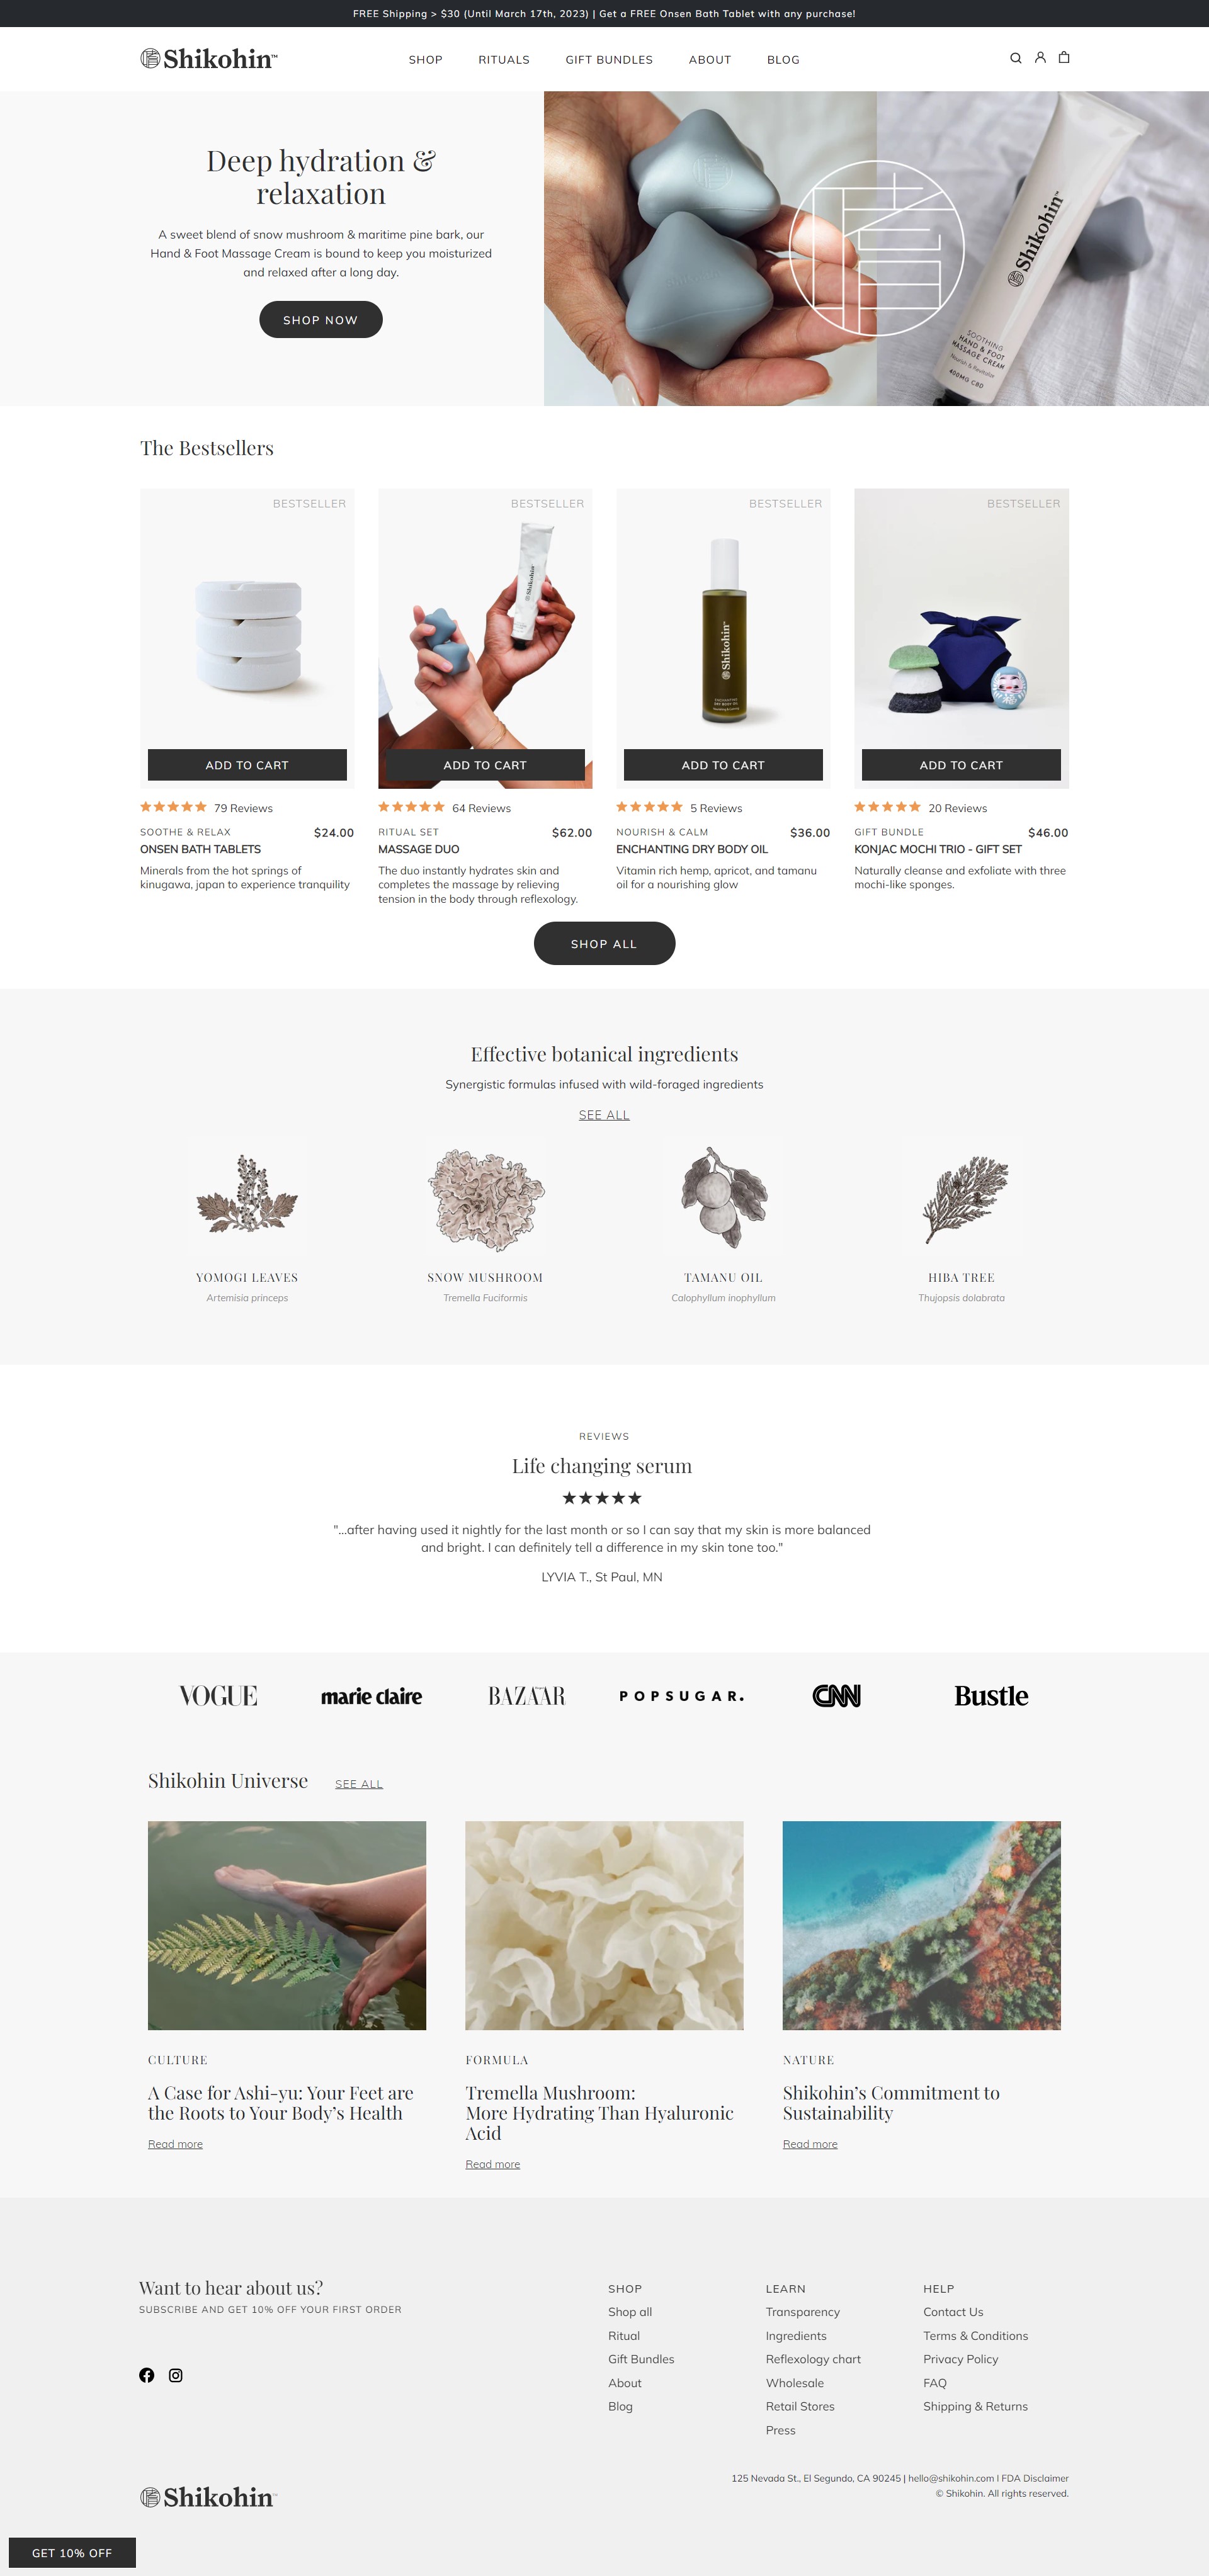 FREE Shipping > $30 (Until March 17th, 2023) | Get a FREE Onsen Bath Tablet with any purchase!
Shikohin™
SHOP
RITUALS
GIFT BUNDLES
ABOUT
BLOG
Deep hydration &
relaxation
A sweet blend of snow mushroom & maritime pine bark, our
Hand & Foot Massage Cream is bound to keep you moisturized
and relaxed after a long day.
SHOP NOW
Shikohin™
SOOTHING
HAND & FOOT
MASSAGE CREAM
Nourish & Revitalize
400MG CBD
The Bestsellers
BESTSELLER
ADD TO CART
79 Reviews
SOOTHE & RELAX
$24.00
ONSEN BATH TABLETS
Minerals from the hot springs of
kinugawa, japan to experience tranquility
BESTSELLER
Shikohin
ADD TO CART
64 Reviews
RITUAL SET
$62.00
MASSAGE DUO
The duo instantly hydrates skin and
completes the massage by relieving
tension in the body through reflexology.
BESTSELLER
Shikohin™
ENCHANTING
DRY BODY OIL
ADD TO CART
5 Reviews
NOURISH & CALM
$36.00
ENCHANTING DRY BODY OIL
Vitamin rich hemp, apricot, and tamanu
oil for a nourishing glow
BESTSELLER
ADD TO CART
20 Reviews
GIFT BUNDLE
$46.00
KONJAC MOCHI TRIO - GIFT SET
Naturally cleanse and exfoliate with three
mochi-like sponges.
SHOP ALL
Effective botanical ingredients
Synergistic formulas infused with wild-foraged ingredients
SEE ALL
YOMOGI LEAVES
Artemisia princeps
SNOW MUSHROOM
Tremella Fuciformis
TAMANU OIL
Calophyllum inophyllum
HIBA TREE
Thujopsis dolabrata
REVIEWS
Life changing serum
★★★★★
"...after having used it nightly for the last month or so I can say that my skin is more balanced
and bright. I can definitely tell a difference in my skin tone too."
LYVIA T., St Paul, MN
VOGUE
marie claire
BAZAAR
POPSUGAR.
CNN
Bustle
Shikohin Universe
SEE ALL
CULTURE
A Case for Ashi-yu: Your Feet are
the Roots to Your Body’s Health
Read more
FORMULA
Tremella Mushroom:
More Hydrating Than Hyaluronic
Acid
Read more
NATURE
Shikohin’s Commitment to
Sustainability
Read more
Want to hear about us?
SUBSCRIBE AND GET 10% OFF YOUR FIRST ORDER
SHOP
Shop all
Ritual
Gift Bundles
About
Blog
LEARN
Transparency
Ingredients
Reflexology chart
Wholesale
Retail Stores
Press
HELP
Contact Us
Terms & Conditions
Privacy Policy
FAQ
Shipping & Returns
125 Nevada St., El Segundo, CA 90245 | hello@shikohin.com I FDA Disclaimer
© Shikohin. All rights reserved.
Shikohin™
GET 10% OFF